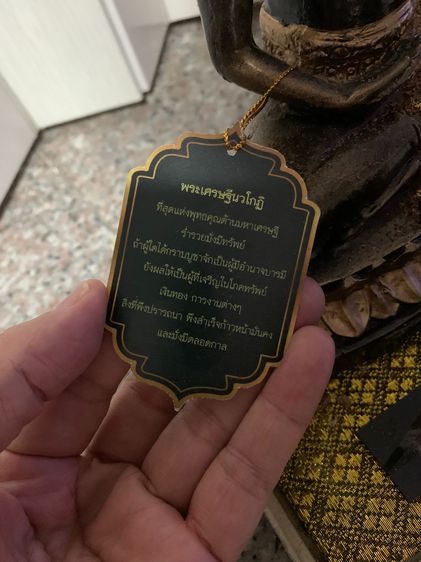 พระเศรษฐีนวโกฏิ
ที่สุดแห่งพุทธคุณด้านมหาเศรษฐี
ร่ำรวยมั่งมีทรัพย์
ถ้าผู้ใดได้กราบบูชาจักเป็นผู้มีอำนาจบารมี
ยังผลให้เป็นผู้ที่เจริญในโภคทรัพย์
เงินทอง การงานต่างๆ
สิ่งที่พึงปรารถนา พึงสำเร็จก้าวหน้ามั่นคง
และมั่งมีตลอดกาล